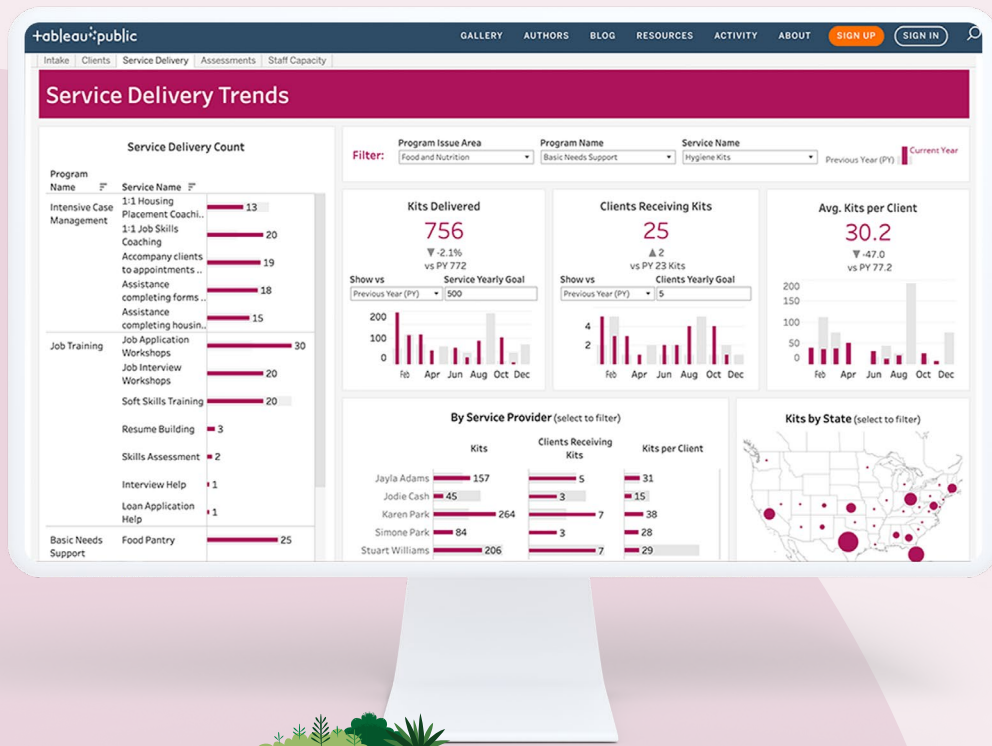 +ableau public
GALLERY AUTHORS BLOG RESOURCES ACTIVITY ABOUT SIGN UP SIGN IN
Intake Clients Service Delivery Assessments Staff Capacity
Service Delivery Trends
Service Delivery Count
Program
Name Service Name
Intensive Case
Management
1:1 Housing
Placement Coachi..
13
1:1 Job Skills
Coaching
20
Accompany clients
to appointments ..
19
Assistance
completing forms ..
18
Assistance
completing housin..
15
Job Training
Job Application
Workshops
30
Job Interview
Workshops
20
Soft Skills Training 20
Resume Building 3
Skills Assessment 2
Interview Help 1
Loan Application
Help
1
Basic Needs
Support
Food Pantry 25
Filter:
Program Issue Area
Food and Nutrition
Program Name
Basic Needs Support
Service Name
Hygiene Kits
Previous Year (PY)
Current Year
Kits Delivered
756
▼ -2.1%
vs PY 772
Show vs Service Yearly Goal
Previous Year (PY) 500
200
100
0
Feb Apr Jun Aug Oct Dec
Clients Receiving Kits
25
▲ 2
vs PY 23 Kits
Show vs Clients Yearly Goal
Previous Year (PY) 5
4
2
Feb Apr Jun Aug Oct Dec
Avg. Kits per Client
30.2
▼ -47.0
vs PY 77.2
200
150
100
50
0
Feb Apr Jun Aug Oct Dec
By Service Provider (select to filter)
Kits Clients Receiving
Kits Kits per Client
Jayla Adams 157 5 31
Jodie Cash 45 3 15
Karen Park 264 7 38
Simone Park 84 3 28
Stuart Williams 206 7 29
Kits by State (select to filter)